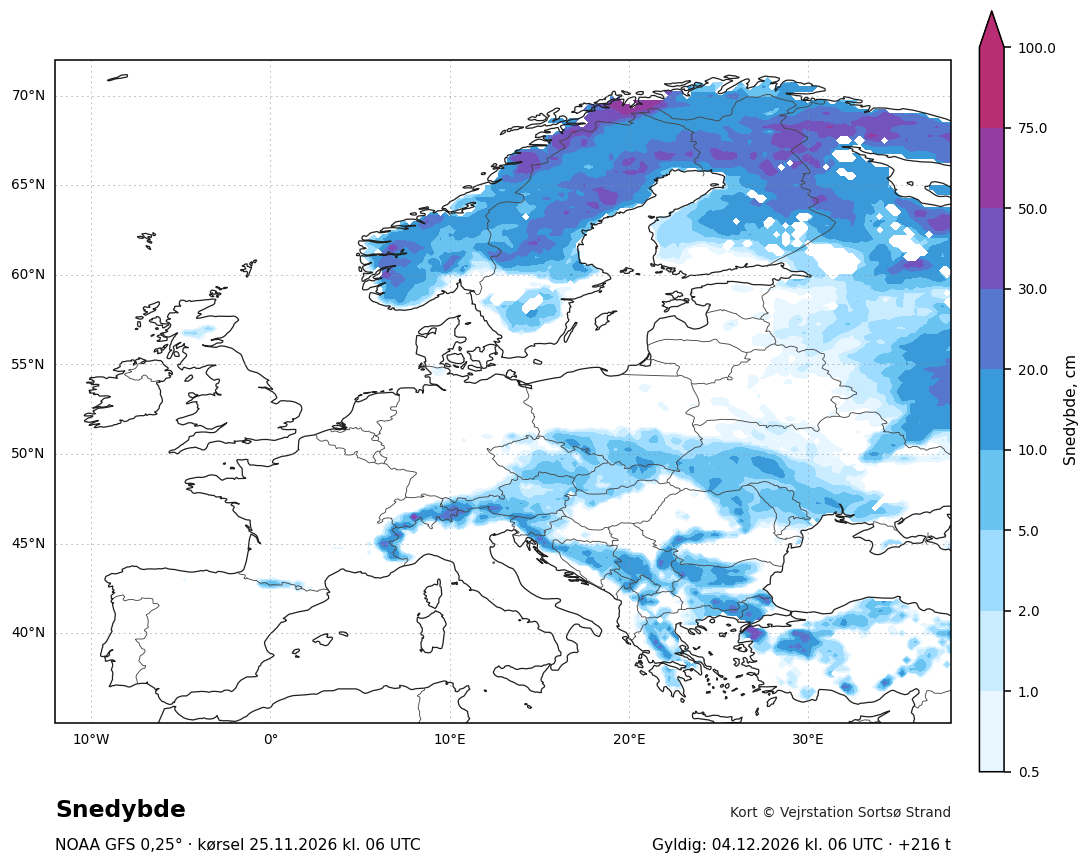 100.0
75.0
50.0
30.0
20.0
10.0
5.0
2.0
1.0
0.5
Snedybde, cm
70°N
65°N
60°N
55°N
50°N
45°N
40°N
10°W
0°
10°E
20°E
30°E
Snedybde
Kort © Vejrstation Sortsø Strand
NOAA GFS 0,25° · kørsel 25.11.2026 kl. 06 UTC
Gyldig: 04.12.2026 kl. 06 UTC · +216 t